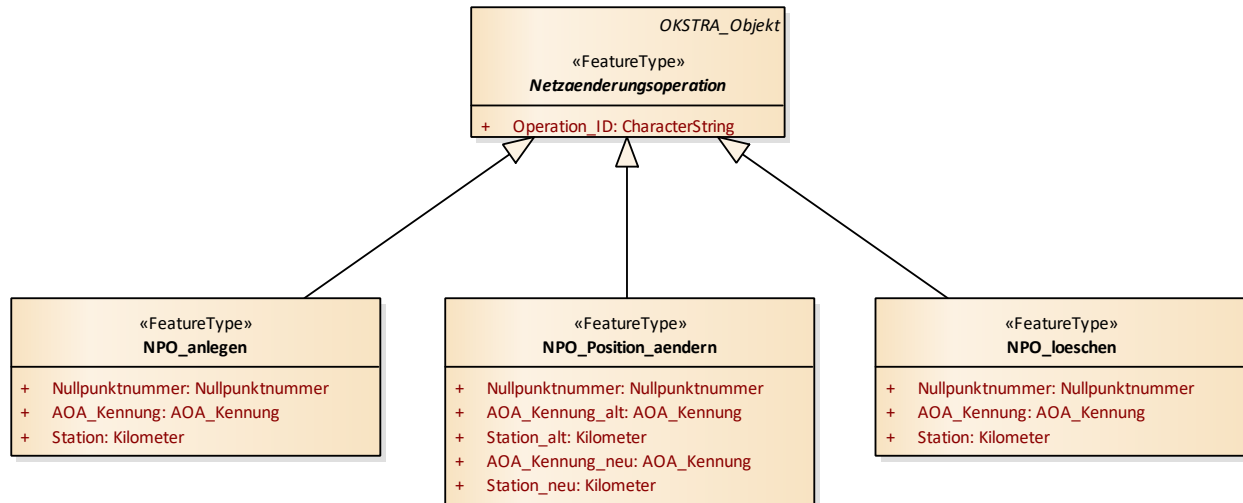 OKSTRA_Objekt
«FeatureType»
Netzaenderungsoperation
+ Operation_ID: CharacterString
«FeatureType»
NPO_anlegen
+ Nullpunktnummer: Nullpunktnummer
+ AOA_Kennung: AOA_Kennung
+ Station: Kilometer
«FeatureType»
NPO_Position_aendern
+ Nullpunktnummer: Nullpunktnummer
+ AOA_Kennung_alt: AOA_Kennung
+ Station_alt: Kilometer
+ AOA_Kennung_neu: AOA_Kennung
+ Station_neu: Kilometer
«FeatureType»
NPO_loeschen
+ Nullpunktnummer: Nullpunktnummer
+ AOA_Kennung: AOA_Kennung
+ Station: Kilometer